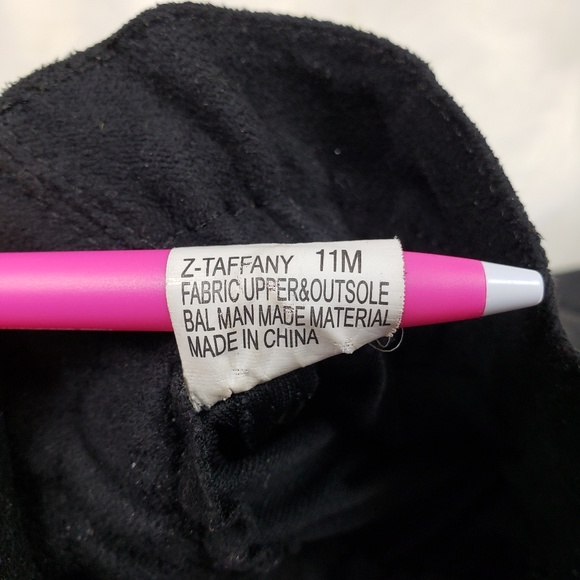 Z-TAFFANY 11M
FABRIC UPPER&OUTSOLE
BAL MAN MADE MATERIAL
MADE IN CHINA